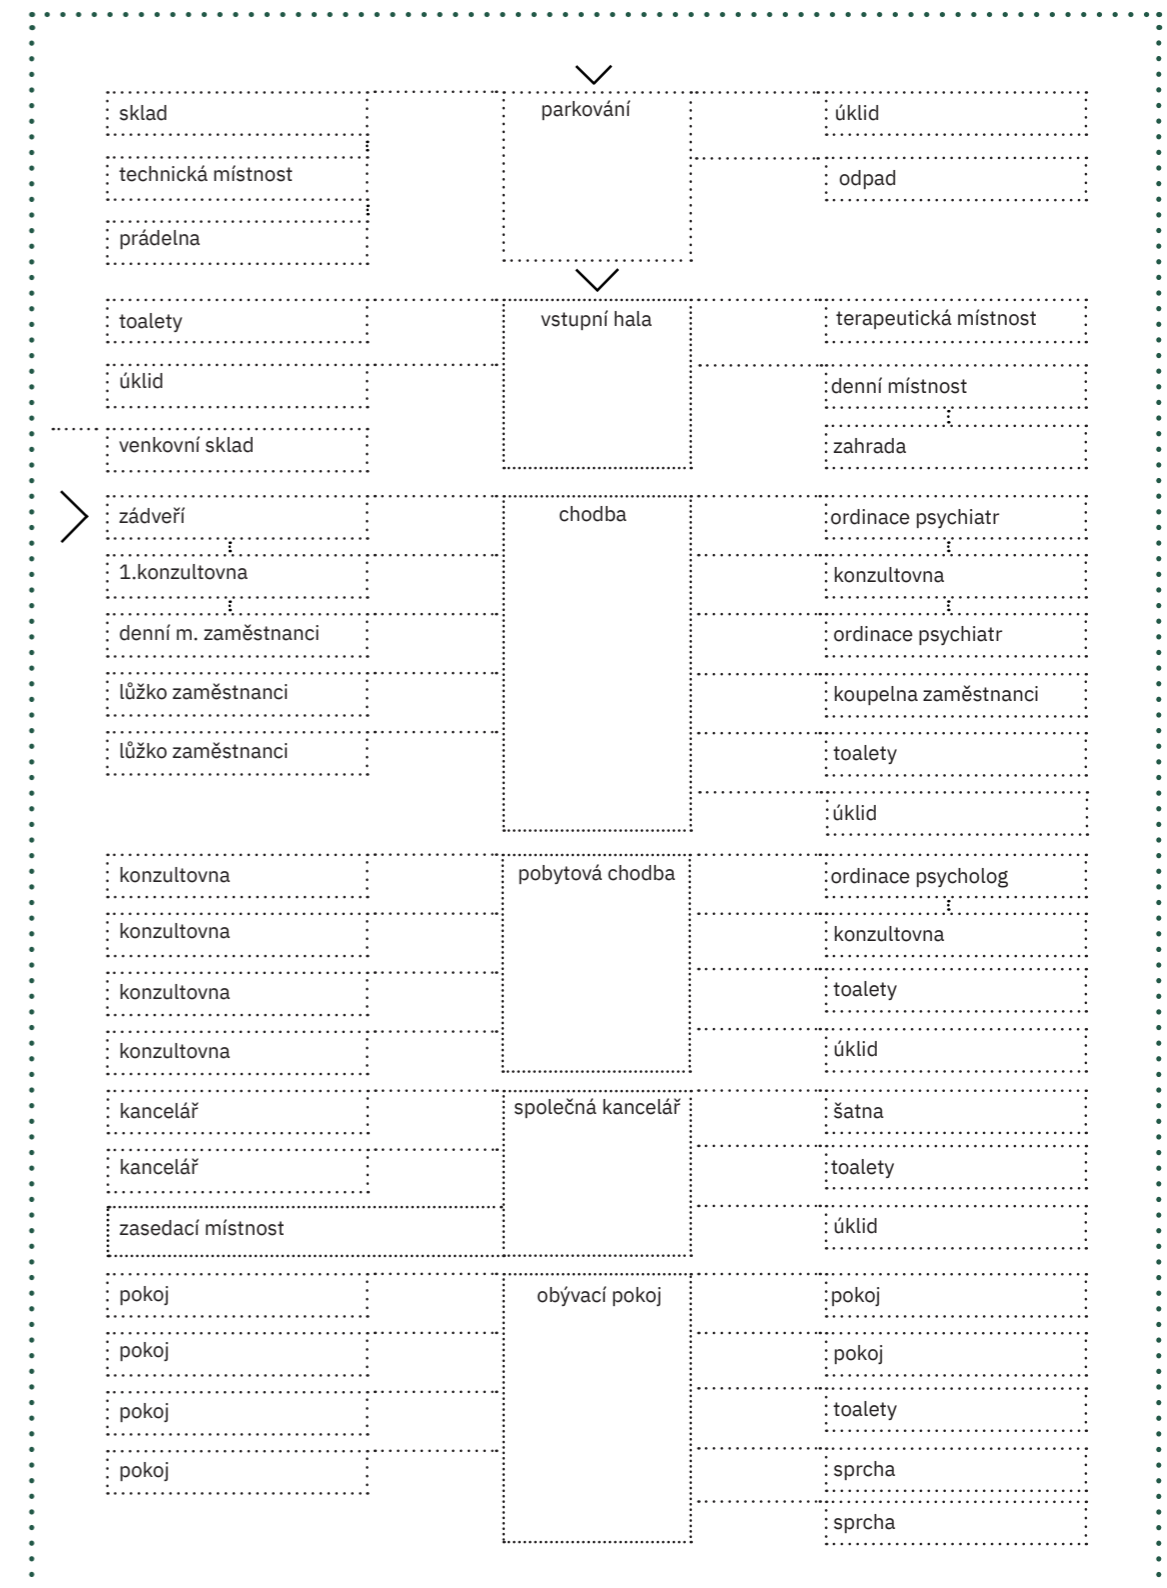 parkování
sklad
technická místnost
prádelna
úklid
odpad
vstupní hala
toalety
úklid
venkovní sklad
terapeutická místnost
denní místnost
zahrada
chodba
zádveří
1.konzultovna
denní m. zaměstnanci
lůžko zaměstnanci
lůžko zaměstnanci
ordinace psychiatr
konzultovna
ordinace psychiatr
koupelna zaměstnanci
toalety
úklid
pobytová chodba
konzultovna
konzultovna
konzultovna
konzultovna
ordinace psycholog
konzultovna
toalety
úklid
společná kancelář
kancelář
kancelář
zasedací místnost
šatna
toalety
úklid
obývací pokoj
pokoj
pokoj
pokoj
pokoj
pokoj
pokoj
toalety
sprcha
sprcha